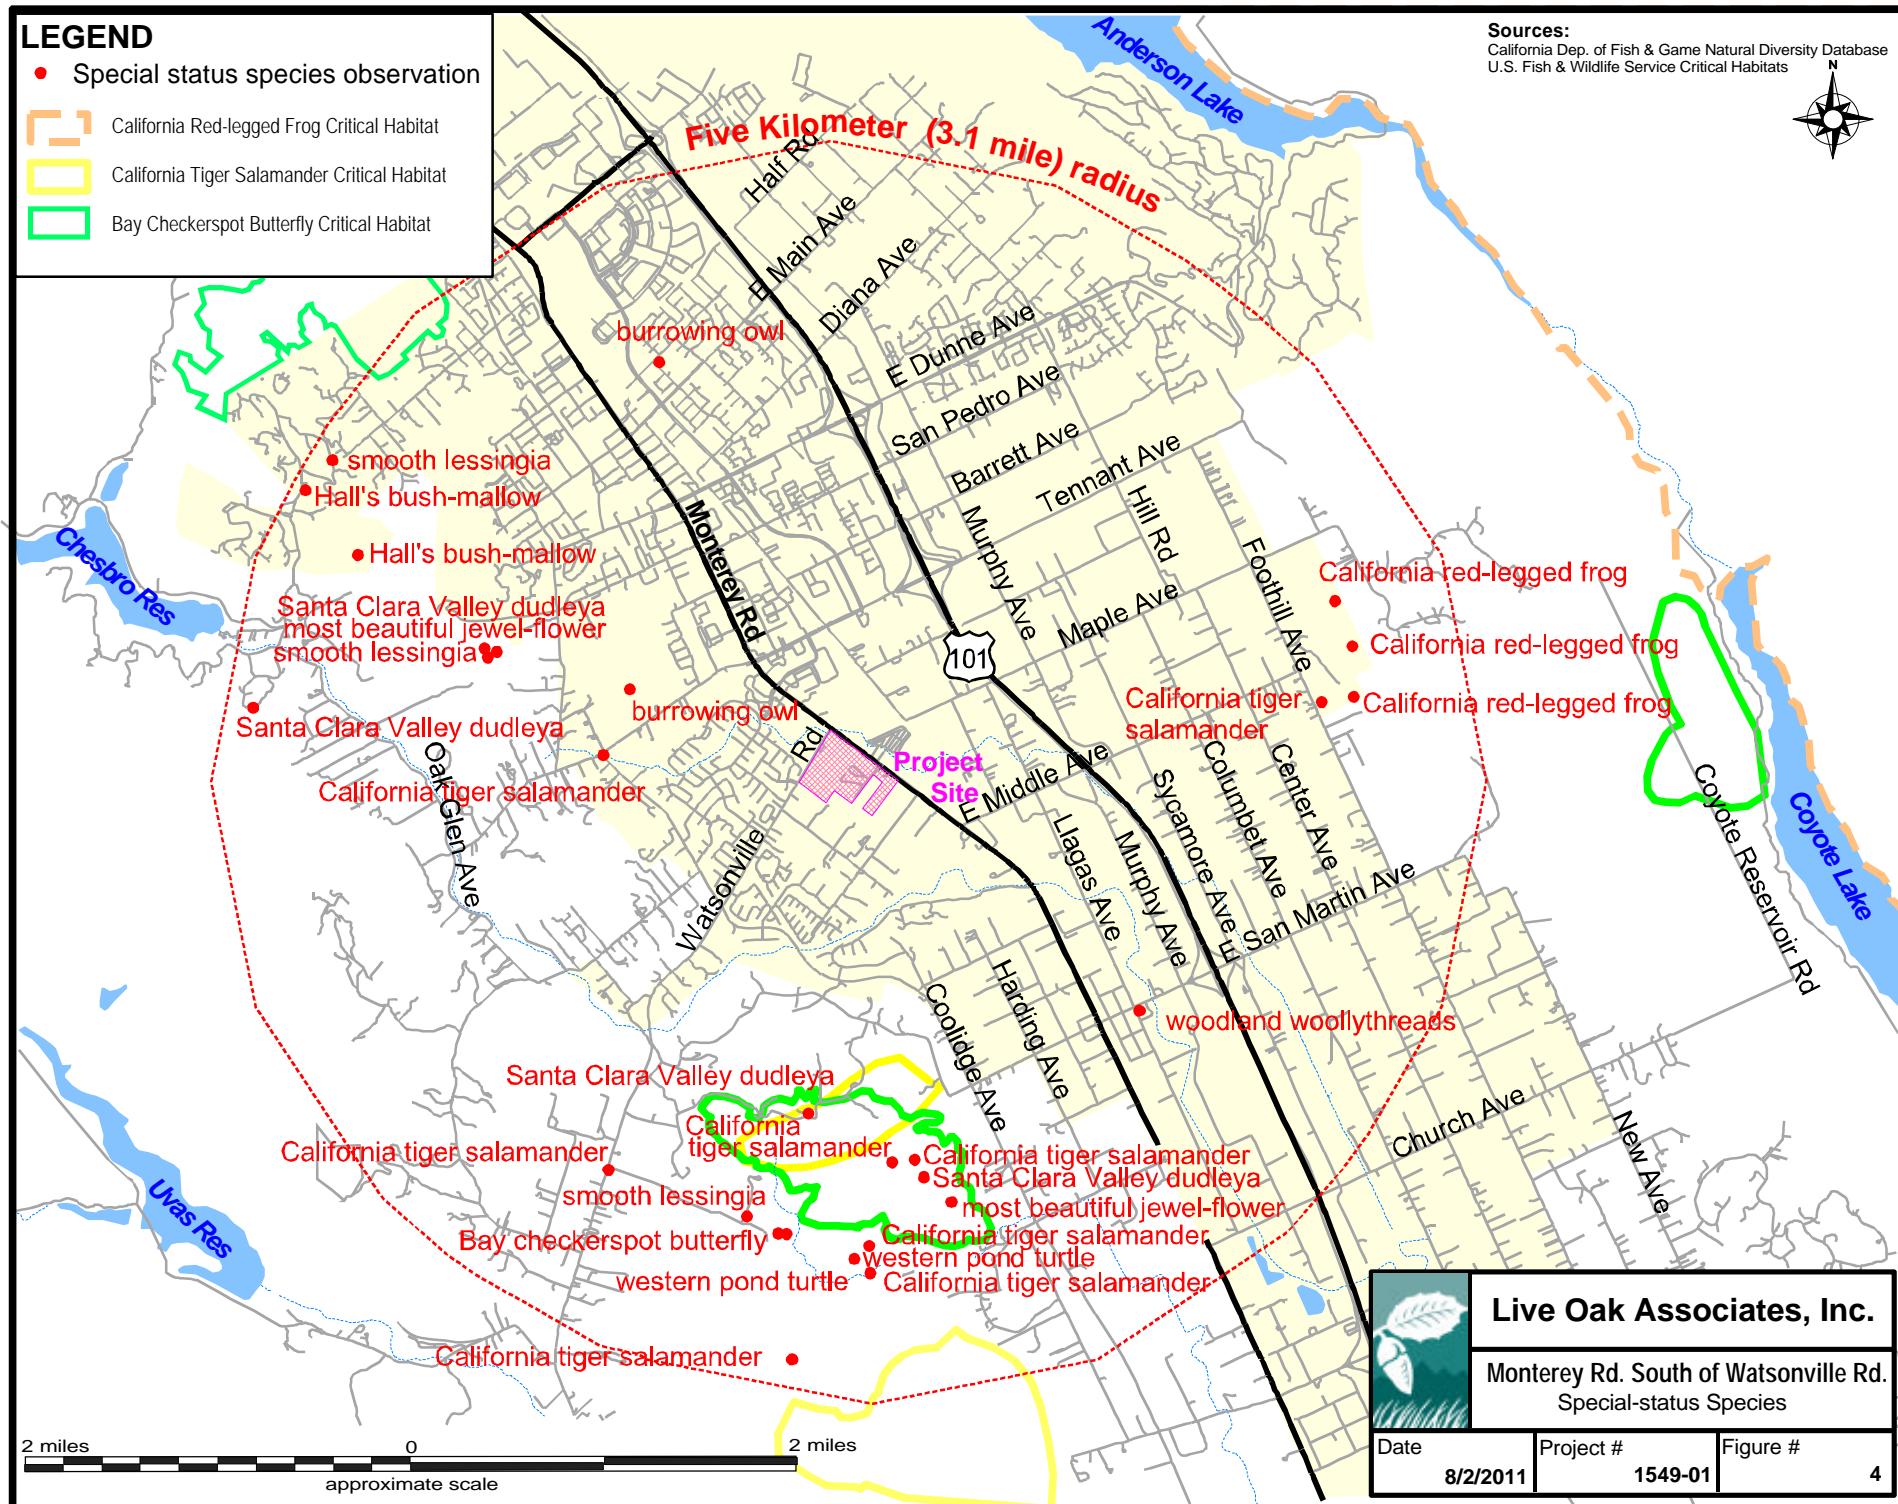 LEGEND
Special status species observation
California Red-legged Frog Critical Habitat
California Tiger Salamander Critical Habitat
Bay Checkerspot Butterfly Critical Habitat
Sources:
California Dep. of Fish & Game Natural Diversity Database
U.S. Fish & Wildlife Service Critical Habitats
N
Anderson Lake
Five Kilometer (3.1 mile) radius
Half Rd
E Main Ave
Diana Ave
burrowing owl
E Dunne Ave
San Pedro Ave
Barrett Ave
Tennant Ave
smooth lessingia
Hall's bush-mallow
Hall's bush-mallow
Chesbro Res
Monterey Rd
Murphy Ave
Hill Rd
Foothill Ave
Maple Ave
101
California red-legged frog
California red-legged frog
California red-legged frog
California tiger
salamander
Santa Clara Valley dudleya
most beautiful jewel-flower
smooth lessingia
Santa Clara Valley dudleya
burrowing owl
California tiger salamander
Oak Glen Ave
Watsonville Rd
Project
Site
E Middle Ave
Llagas Ave
Murphy Ave
Sycamore Ave
Columbet Ave
Center Ave
E San Martin Ave
Coyote Reservoir Rd
Coyote Lake
Coolidge Ave
Harding Ave
woodland woollythreads
Church Ave
New Ave
Uvas Res
Santa Clara Valley dudleya
California
tiger salamander
California tiger salamander
California tiger salamander
Santa Clara Valley dudleya
smooth lessingia
most beautiful jewel-flower
Bay checkerspot butterfly
California tiger salamander
western pond turtle
western pond turtle
California tiger salamander
California tiger salamander
2 miles
0
2 miles
approximate scale
Live Oak Associates, Inc.
Monterey Rd. South of Watsonville Rd.
Special-status Species
Date
8/2/2011
Project #
1549-01
Figure #
4